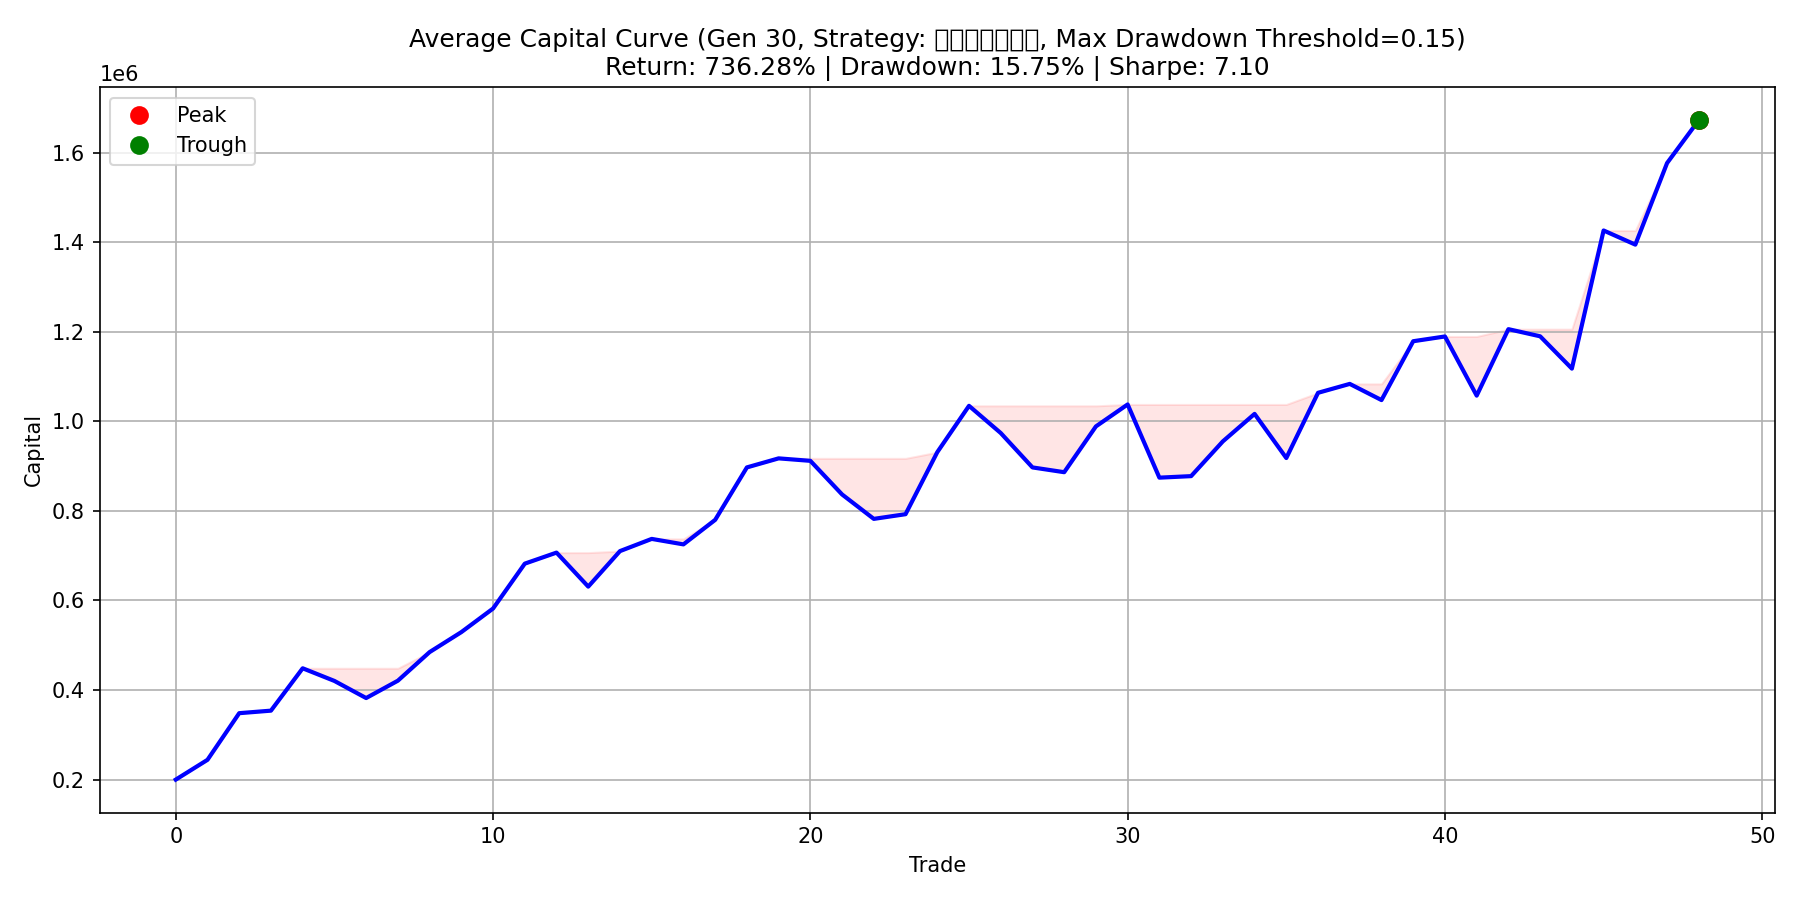 Average Capital Curve (Gen 30, Strategy: , Max Drawdown Threshold=0.15)
Return: 736.28% | Drawdown: 15.75% | Sharpe: 7.10
1e6
Peak
Trough
1.6
1.4
1.2
1.0
0.8
0.6
0.4
0.2
Capital
0 10 20 30 40 50
Trade